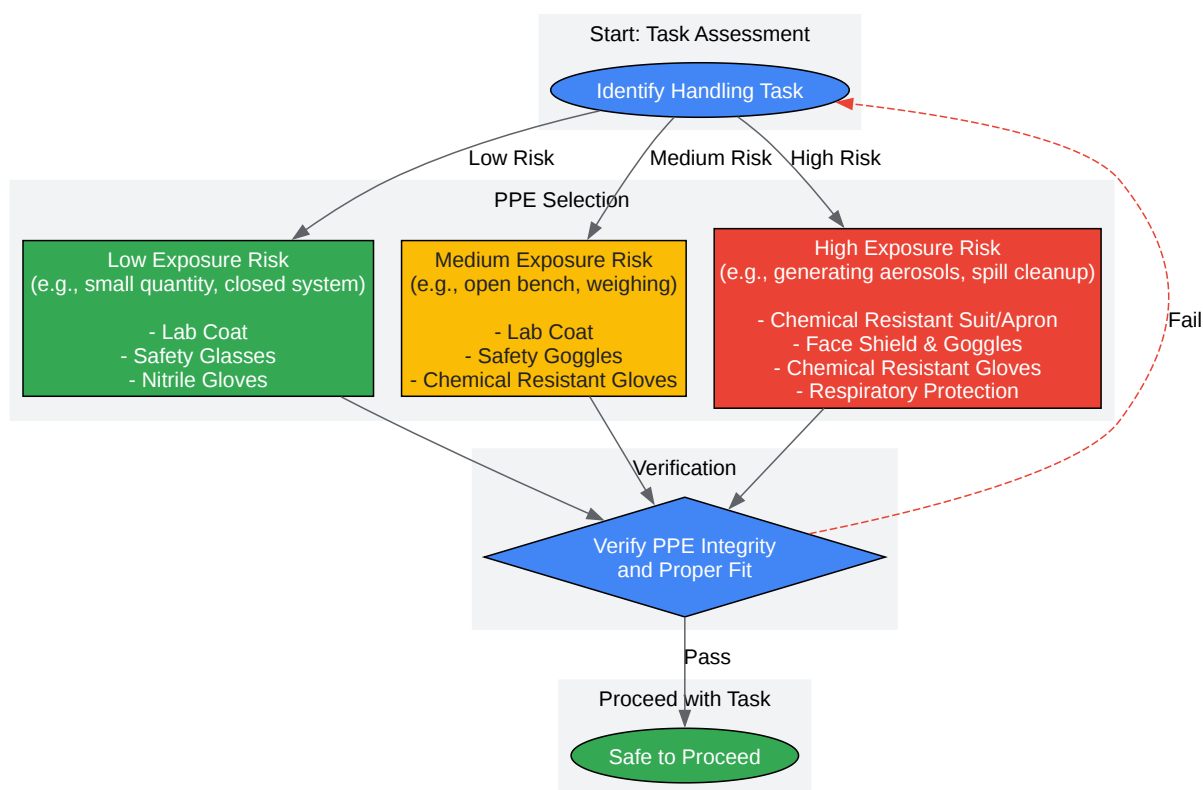 Start: Task Assessment
Identify Handling Task
Low Risk
Medium Risk
High Risk
PPE Selection
Low Exposure Risk
(e.g., small quantity, closed system)
- Lab Coat
- Safety Glasses
- Nitrile Gloves
Medium Exposure Risk
(e.g., open bench, weighing)
- Lab Coat
- Safety Goggles
- Chemical Resistant Gloves
High Exposure Risk
(e.g., generating aerosols, spill cleanup)
- Chemical Resistant Suit/Apron
- Face Shield & Goggles
- Chemical Resistant Gloves
- Respiratory Protection
Fail
Verification
Verify PPE Integrity
and Proper Fit
Pass
Proceed with Task
Safe to Proceed